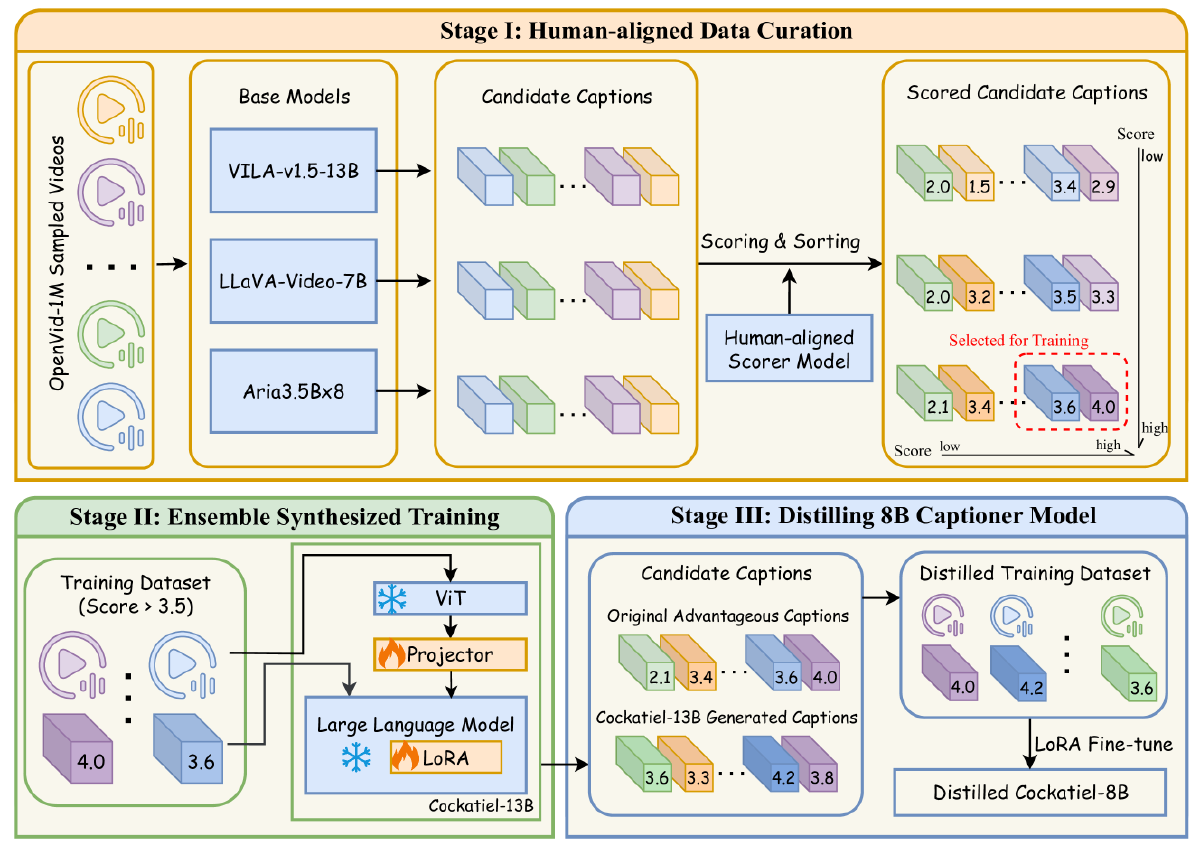 Stage I: Human-aligned Data Curation
OpenVid-1M Sampled Videos
Base Models
VILA-v1.5-13B
LLaVA-Video-7B
Aria3.5Bx8
Candidate Captions
Scoring & Sorting
Human-aligned
Scorer Model
Scored Candidate Captions
Score
low
2.0 1.5 3.4 2.9
2.0 3.2 3.5 3.3
Selected for Training
2.1 3.4 3.6 4.0
high
Score low high
Stage II: Ensemble Synthesized Training
Training Dataset
(Score > 3.5)
4.0 3.6
ViT
Projector
Large Language Model
LoRA
Cockatiel-13B
Stage III: Distilling 8B Captioner Model
Candidate Captions
Original Advantageous Captions
2.1 3.4 3.6 4.0
Cockatiel-13B Generated Captions
3.6 3.3 4.2 3.8
Distilled Training Dataset
4.0 4.2 3.6
LoRA Fine-tune
Distilled Cockatiel-8B